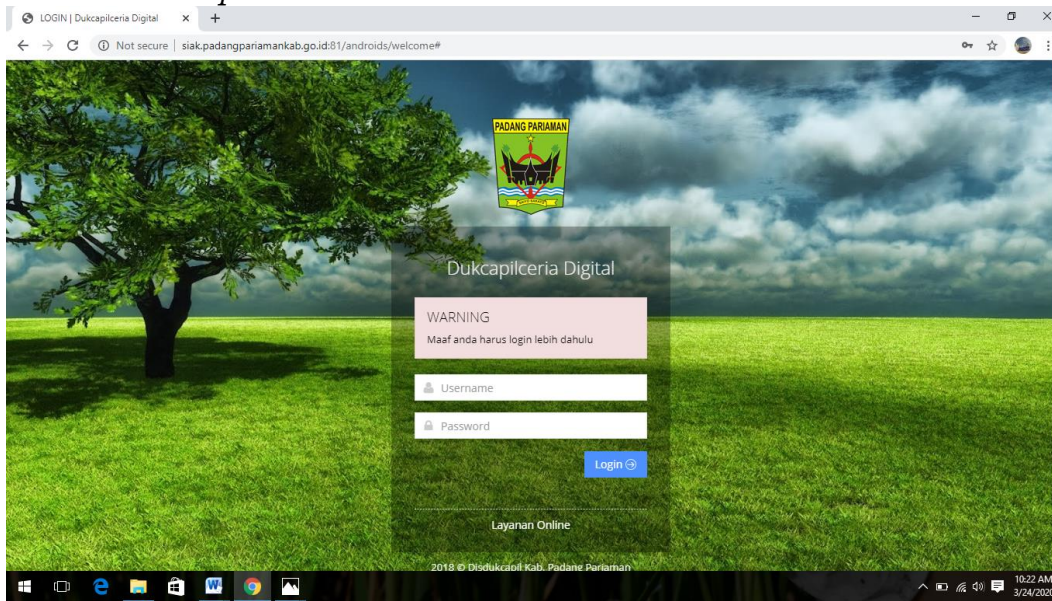 LOGIN | Dukcapilceria Digital
Not secure | siak.padangpariamankab.go.id:81/androids/welcome#
PADANG PARIAMAN
Dukcapilceria Digital
WARNING
Maaf anda harus login lebih dahulu
Username
Password
Login
Layanan Online
2018 © Disdukcapil Kab. Padang Pariaman
10:22 AM
3/24/2020